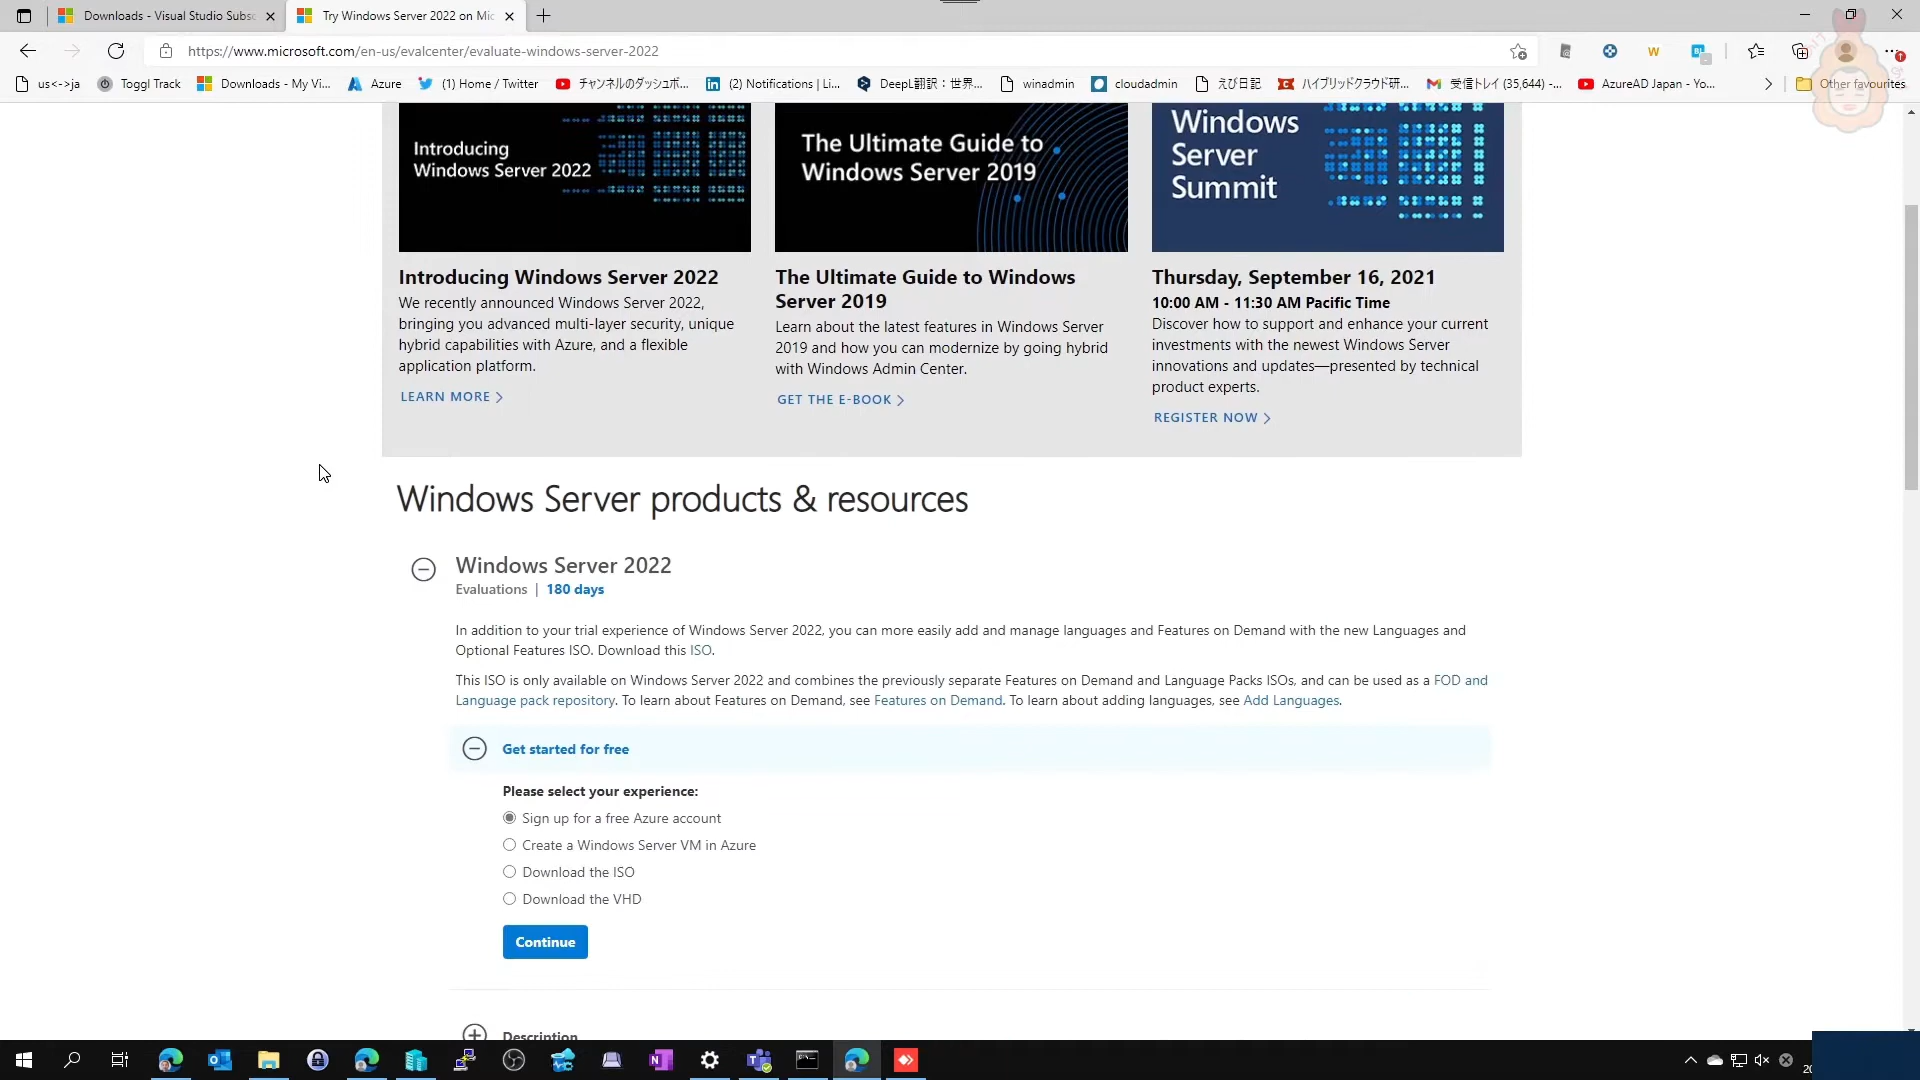 Downloads - Visual Studio Subsc
Try Windows Server 2022 on Mic
https://www.microsoft.com/en-us/evalcenter/evaluate-windows-server-2022
us<->ja
Toggl Track
Downloads - My Vi...
Azure
(1) Home / Twitter
チャンネルのダッシュボ...
(2) Notifications | Li...
DeepL翻訳：世界...
winadmin
cloudadmin
えび日記
ハイブリッドクラウド研...
受信トレイ (35,644) -...
AzureAD Japan - Yo...
Other favourites
Introducing
Windows Server 2022
The Ultimate Guide to
Windows Server 2019
Windows
Server
Summit
Introducing Windows Server 2022
We recently announced Windows Server 2022,
bringing you advanced multi-layer security, unique
hybrid capabilities with Azure, and a flexible
application platform.
LEARN MORE
The Ultimate Guide to Windows
Server 2019
Learn about the latest features in Windows Server
2019 and how you can modernize by going hybrid
with Windows Admin Center.
GET THE E-BOOK
Thursday, September 16, 2021
10:00 AM - 11:30 AM Pacific Time
Discover how to support and enhance your current
investments with the newest Windows Server
innovations and updates—presented by technical
product experts.
REGISTER NOW
Windows Server products & resources
Windows Server 2022
Evaluations | 180 days
In addition to your trial experience of Windows Server 2022, you can more easily add and manage languages and Features on Demand with the new Languages and
Optional Features ISO. Download this ISO.
This ISO is only available on Windows Server 2022 and combines the previously separate Features on Demand and Language Packs ISOs, and can be used as a FOD and
Language pack repository. To learn about Features on Demand, see Features on Demand. To learn about adding languages, see Add Languages.
Get started for free
Please select your experience:
Sign up for a free Azure account
Create a Windows Server VM in Azure
Download the ISO
Download the VHD
Continue
Description